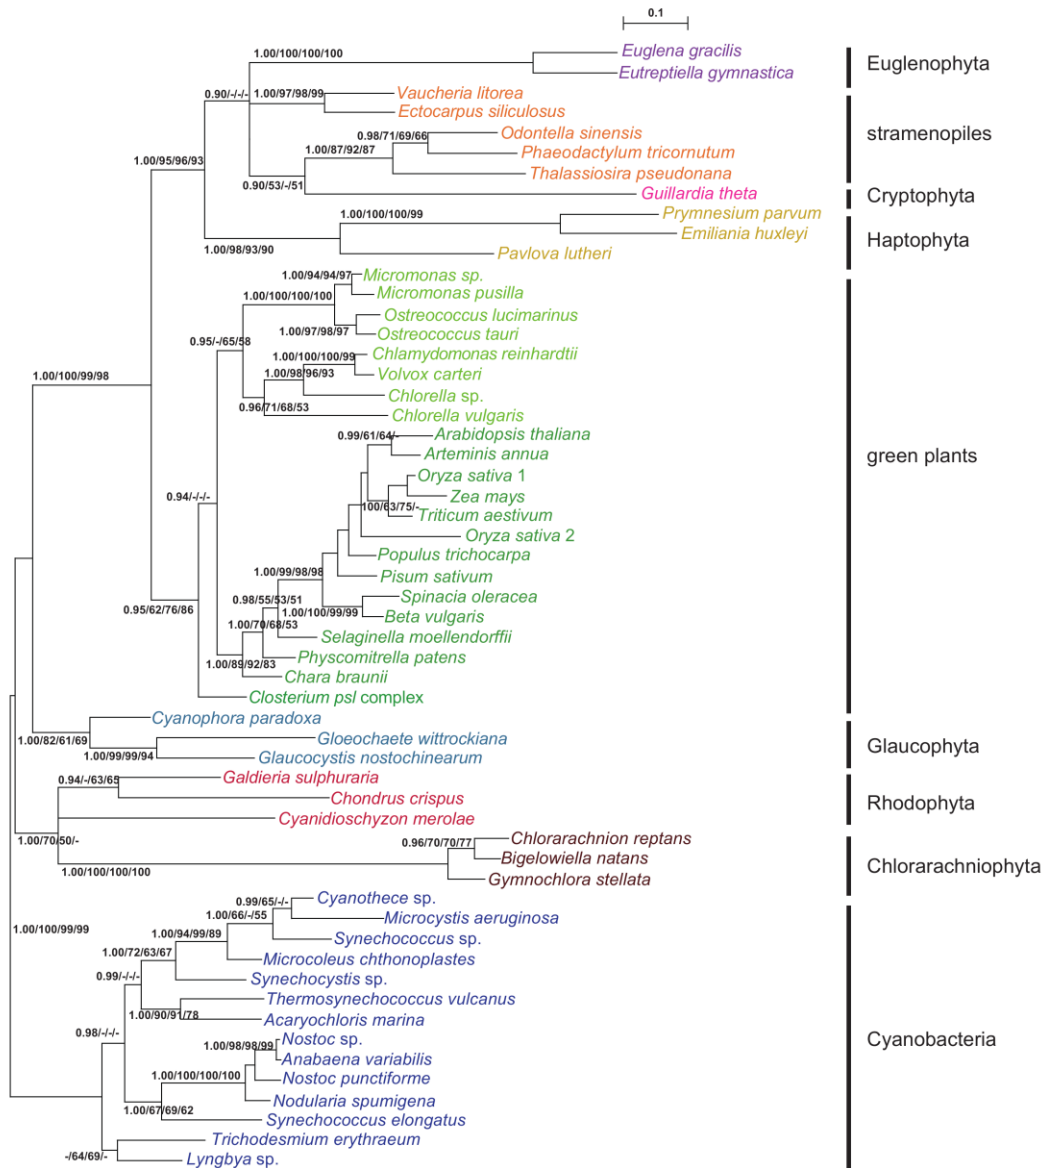 0.1
1.00/100/100/100
Euglena gracilis
Eutreptiella gymnastica
Euglenophyta
0.90/-/-/-
1.00/97/98/99
Vaucheria litorea
Ectocarpus siliculosus
0.98/71/69/66
Odontella sinensis
stramenopiles
1.00/87/92/87
Phaeodactylum tricornutum
1.00/95/96/93
Thalassiosira pseudonana
0.90/53/-/51
Guillardia theta
Cryptophyta
1.00/100/100/99
Prymnesium parvum
Emiliania huxleyi
Haptophyta
1.00/98/93/90
Pavlova lutheri
1.00/94/94/97
Micromonas sp.
1.00/100/100/100
Micromonas pusilla
Ostreococcus lucimarinus
1.00/97/98/97
Ostreococcus tauri
0.95/-/65/58
1.00/100/100/99
Chlamydomonas reinhardtii
1.00/98/96/93
Volvox carteri
1.00/100/99/98
Chlorella sp.
0.96/71/68/53
Chlorella vulgaris
0.99/61/64/-
Arabidopsis thaliana
Arteminis annua
green plants
Oryza sativa 1
0.94/-/-/-
Zea mays
100/63/75/-
Triticum aestivum
Oryza sativa 2
Populus trichocarpa
1.00/99/98/98
Pisum sativum
0.98/55/53/51
Spinacia oleracea
0.95/62/76/86
1.00/100/99/99
Beta vulgaris
1.00/70/68/53
Selaginella moellendorffii
1.00/89/92/83
Physcomitrella patens
Chara braunii
Closterium psl complex
Cyanophora paradoxa
1.00/82/61/69
Gloeochaete wittrockiana
1.00/99/99/94
Glaucocystis nostochinearum
Glaucophyta
0.94/-/63/65
Galdieria sulphuraria
Chondrus crispus
Rhodophyta
Cyanidioschyzon merolae
1.00/70/50/-
0.96/70/70/77
Chlorarachnion reptans
Bigelowiella natans
Chlorarachniophyta
1.00/100/100/100
Gymnochlora stellata
0.99/65/-/-
Cyanothece sp.
1.00/66/-/55
Microcystis aeruginosa
1.00/100/99/99
1.00/94/99/89
Synechococcus sp.
1.00/72/63/67
Microcoleus chthonoplastes
0.99/-/-/-
Synechocystis sp.
Thermosynechococcus vulcanus
1.00/90/91/78
Acaryochloris marina
0.98/-/-/-
Cyanobacteria
1.00/98/98/99
Nostoc sp.
Anabaena variabilis
1.00/100/100/100
Nostoc punctiforme
Nodularia spumigena
1.00/67/69/62
Synechococcus elongatus
Trichodesmium erythraeum
-/64/69/-
Lyngbya sp.